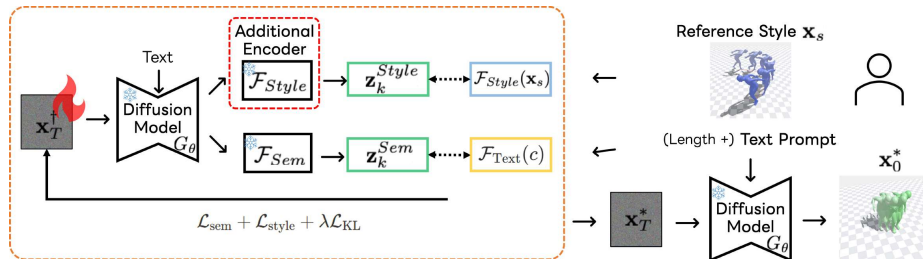 Additional
Encoder
Text
Diffusion
Model
G_θ
x_T^†
F_Style
z_k^Style
F_Style(x_s)
F_Sem
z_k^Sem
F_Text(c)
L_sem + L_style + λL_KL
Reference Style x_s
(Length +) Text Prompt
x_T^*
Diffusion
Model
G_θ
x_0^*